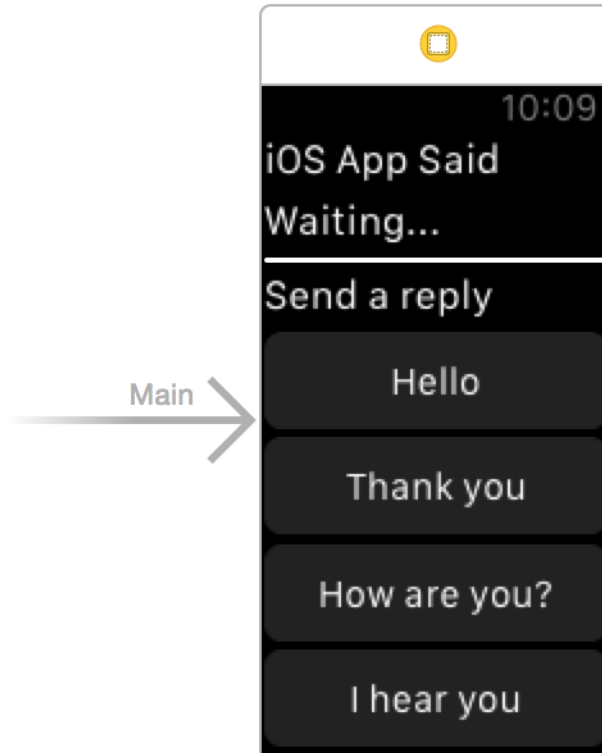 10:09
iOS App Said
Waiting...
Send a reply
Hello
Main
Thank you
How are you?
I hear you